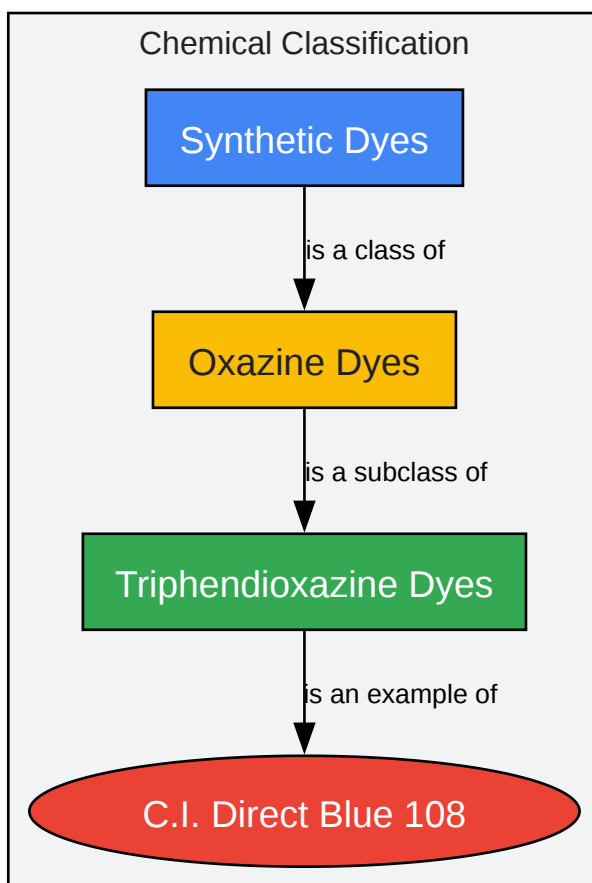 Chemical Classification
Synthetic Dyes
is a class of
Oxazine Dyes
is a subclass of
Triphendioxazine Dyes
is an example of
C.I. Direct Blue 108